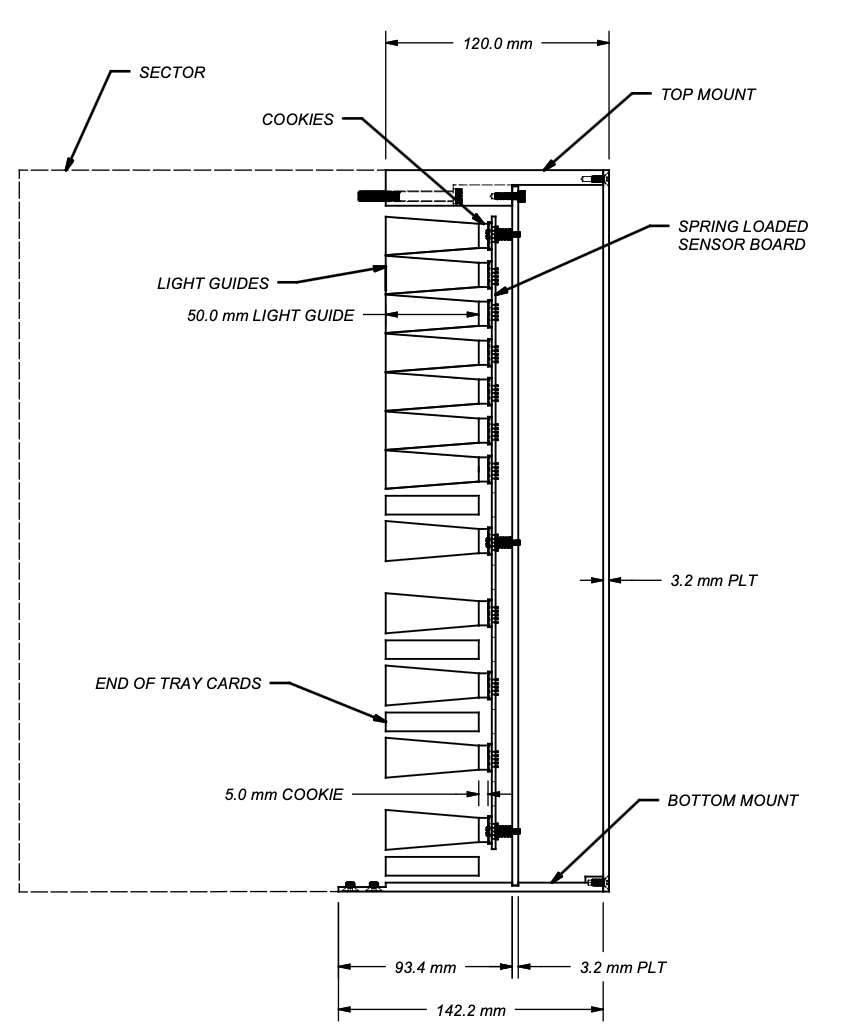 120.0 mm
SECTOR
TOP MOUNT
COOKIES
SPRING LOADED
SENSOR BOARD
LIGHT GUIDES
50.0 mm LIGHT GUIDE
3.2 mm PLT
END OF TRAY CARDS
5.0 mm COOKIE
BOTTOM MOUNT
93.4 mm
3.2 mm PLT
142.2 mm